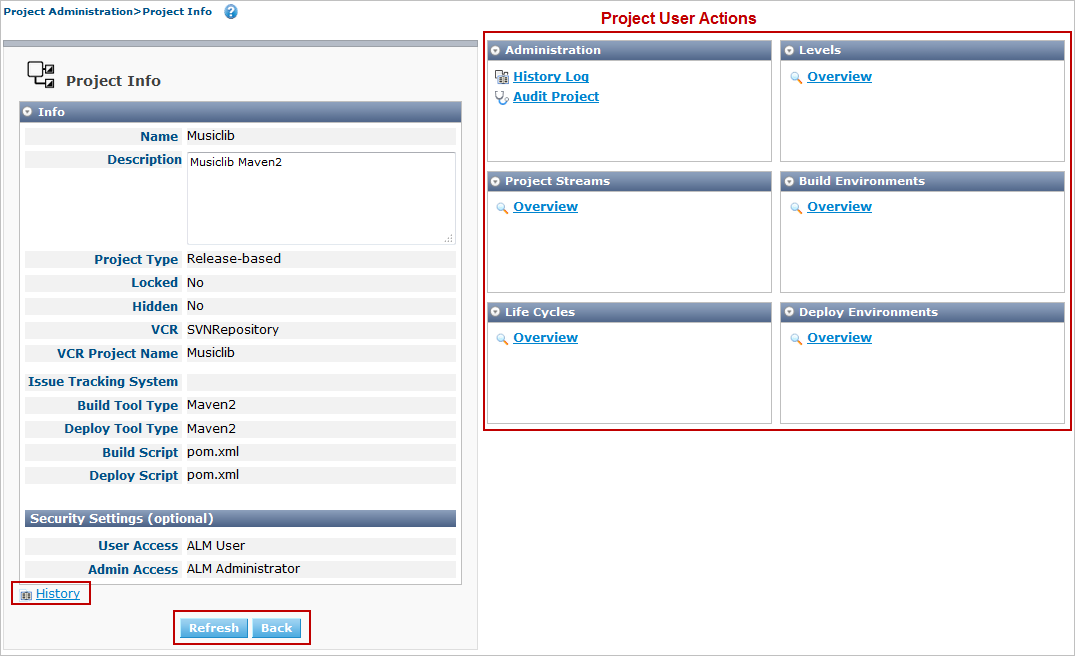 Project Administration>Project Info
Project Info
Info
Name Musiclib
Description Musiclib Maven2
Project Type Release-based
Locked No
Hidden No
VCR SVNRepository
VCR Project Name Musiclib
Issue Tracking System
Build Tool Type Maven2
Deploy Tool Type Maven2
Build Script pom.xml
Deploy Script pom.xml
Security Settings (optional)
User Access ALM User
Admin Access ALM Administrator
History
Refresh Back
Project User Actions
Administration
History Log
Audit Project
Levels
Overview
Project Streams
Overview
Build Environments
Overview
Life Cycles
Overview
Deploy Environments
Overview